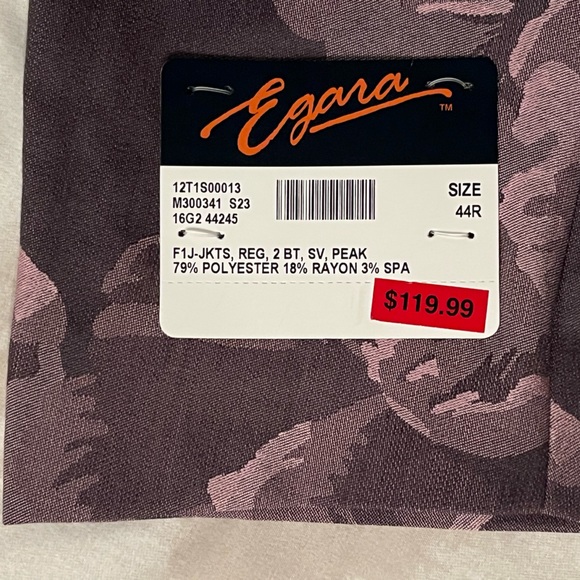 Egara TM
12T1S00013
M300341 S23
16G2 44245
SIZE
44R
F1J-JKTS, REG, 2 BT, SV, PEAK
79% POLYESTER 18% RAYON 3% SPA
$119.99